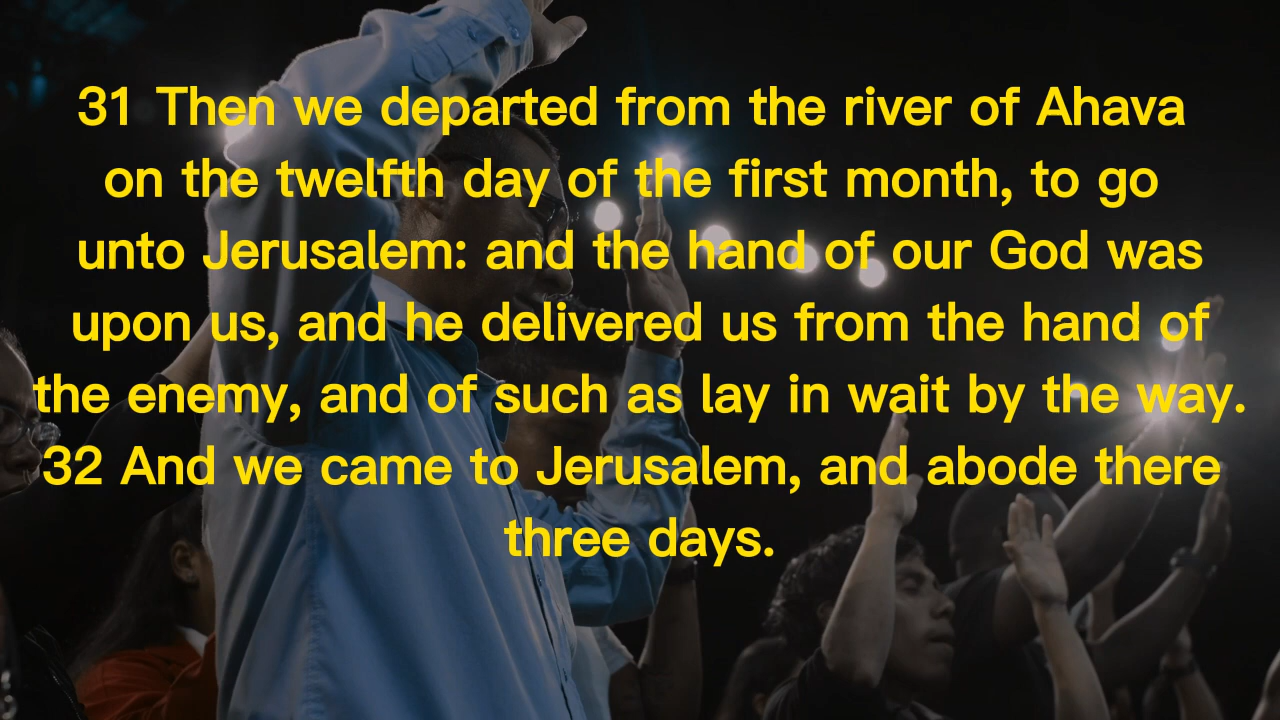 31 Then we departed from the river of Ahava
on the twelfth day of the first month, to go
unto Jerusalem: and the hand of our God was
upon us, and he delivered us from the hand of
the enemy, and of such as lay in wait by the way.
32 And we came to Jerusalem, and abode there
three days.